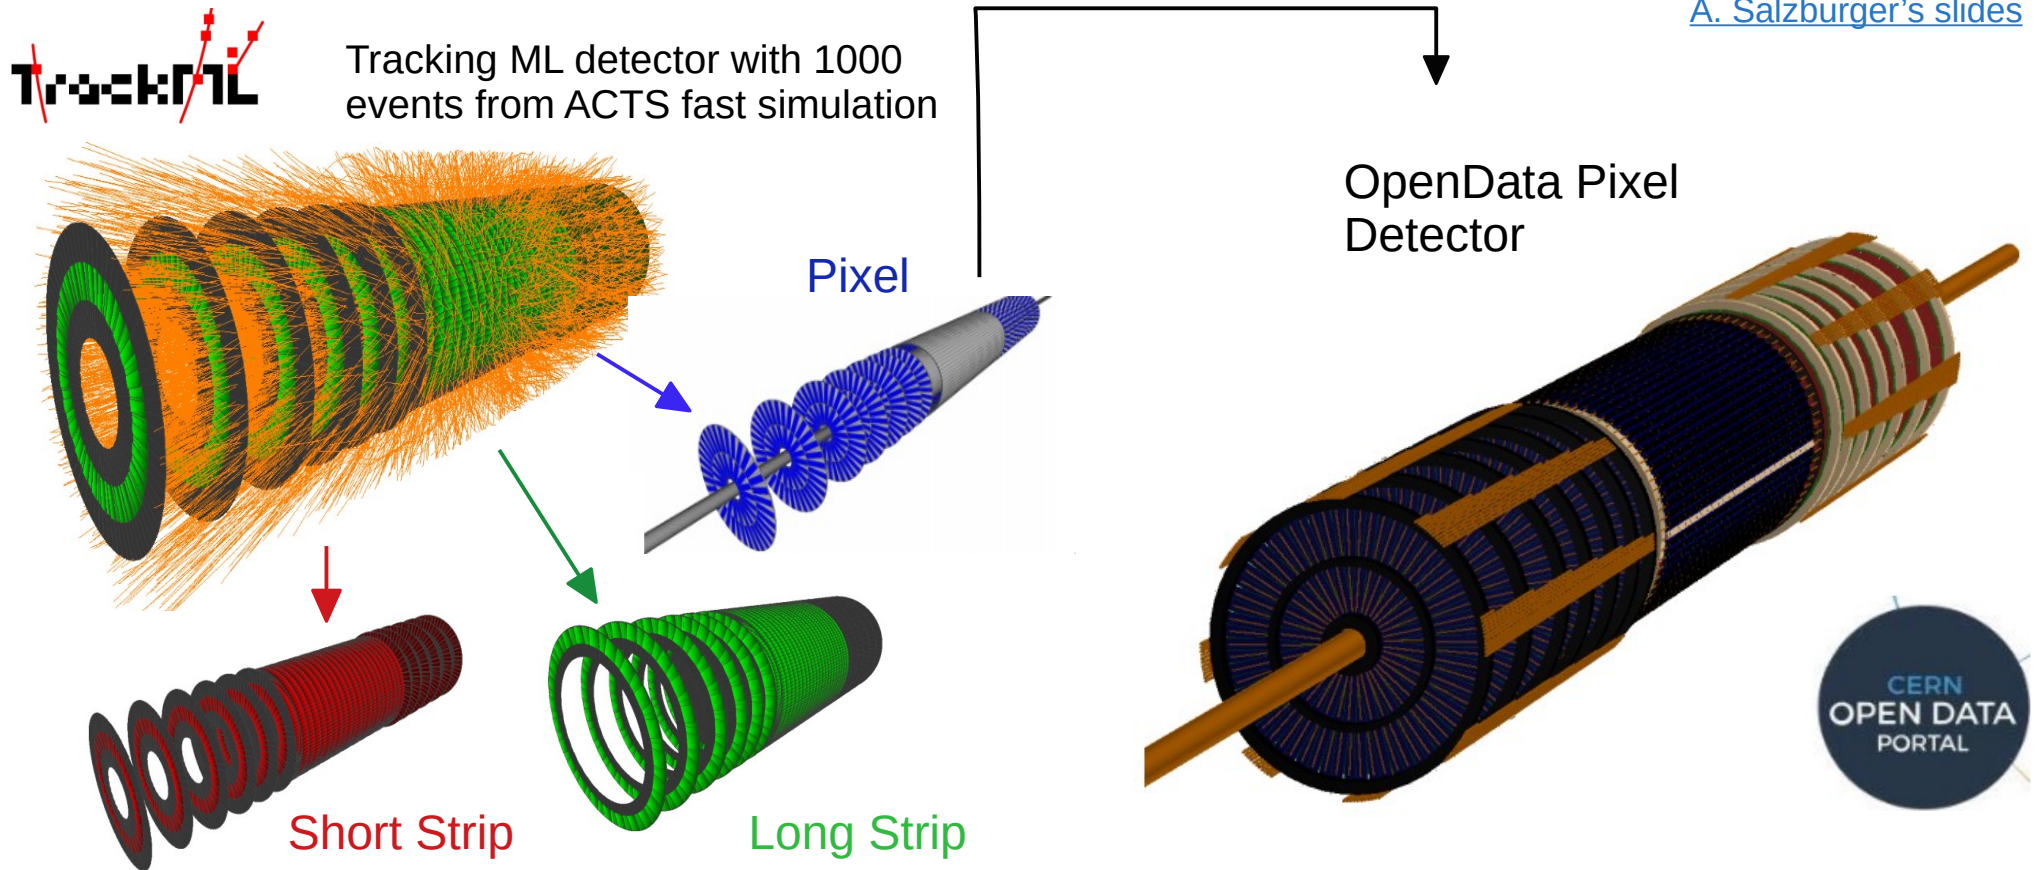 A. Salzburger's slides
TrackML
Tracking ML detector with 1000
events from ACTS fast simulation
OpenData Pixel
Detector
Pixel
CERN
OPEN DATA
PORTAL
Short Strip
Long Strip